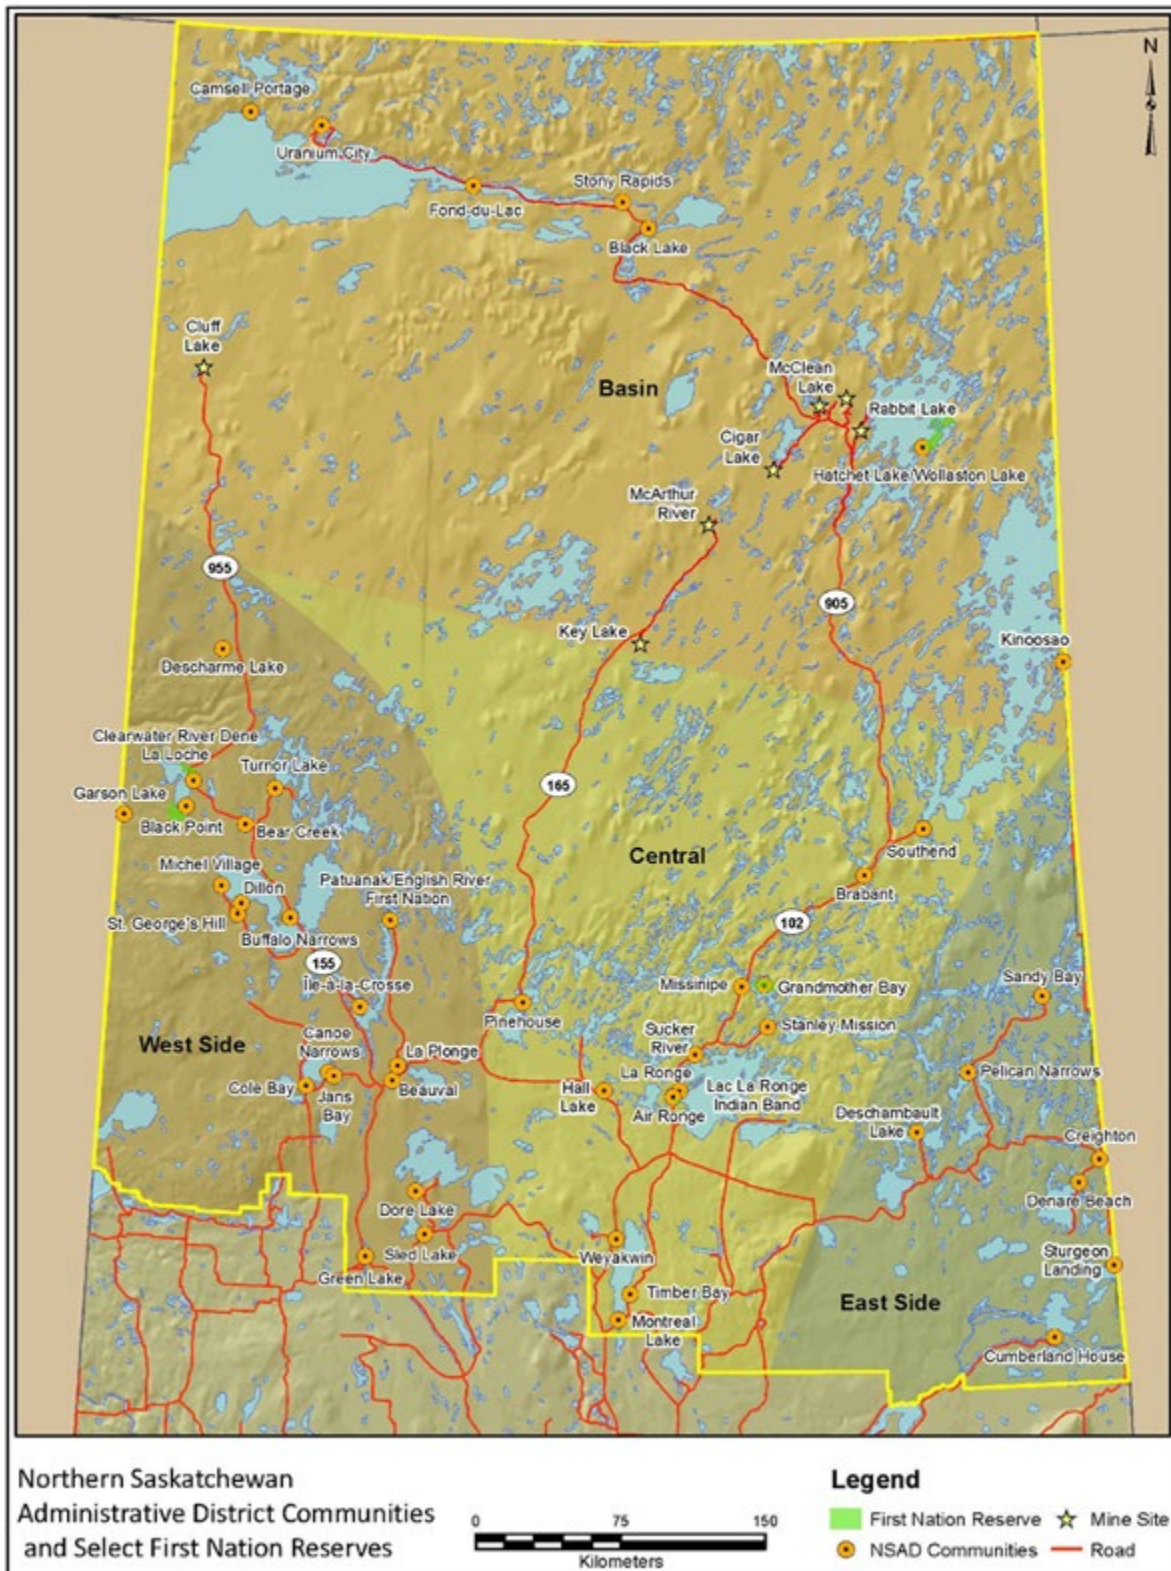 N
Camsell Portage
Uranium City
Stony Rapids
Fond-du-Lac
Black Lake
Cluff
Lake
McClean
Lake
Basin
Rabbit Lake
Cigar
Lake
Hatchet Lake/Wollaston Lake
McArthur
River
955
905
Key Lake
Kinoosao
Descharme Lake
Clearwater River Dene
La Loche
Turnor Lake
165
Garson Lake
Black Point
Bear Creek
Southend
Central
Michel Village
Dillon
Patuanak/English River
First Nation
Brabant
St. George's Hill
102
Buffalo Narrows
155
Île-à-la-Crosse
Missinipe
Grandmother Bay
Sandy Bay
Pinehouse
Stanley Mission
Canoe
Narrows
Sucker
River
West Side
La Plonge
La Ronge
Pelican Narrows
Cole Bay
Jans
Bay
Beauval
Hall
Lake
Lac La Ronge
Indian Band
Air Ronge
Deschambault
Lake
Creighton
Dore Lake
Denare Beach
Sled Lake
Weyakwin
Sturgeon
Landing
Green Lake
Timber Bay
East Side
Montreal
Lake
Cumberland House
Northern Saskatchewan
Administrative District Communities
and Select First Nation Reserves
0 75 150
Kilometers
Legend
First Nation Reserve
Mine Site
NSAD Communities
Road